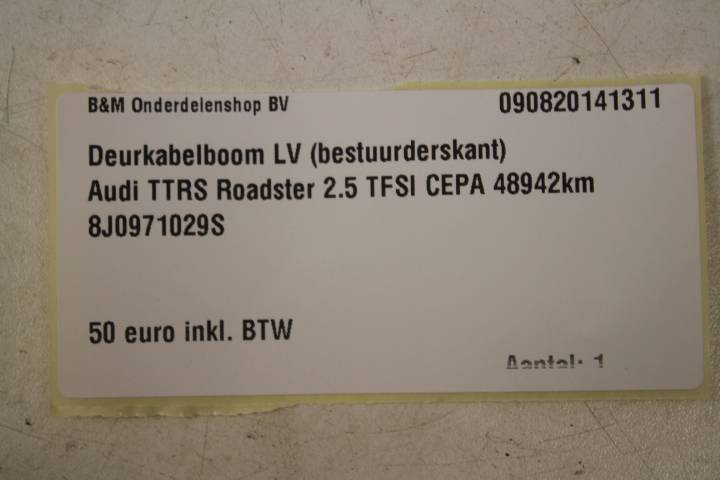 B&M Onderdelenshop BV 090820141311
Deurkabelboom LV (bestuurderskant)
Audi TTRS Roadster 2.5 TFSI CEPA 48942km
8J0971029S
50 euro inkl. BTW
Aantal: 1